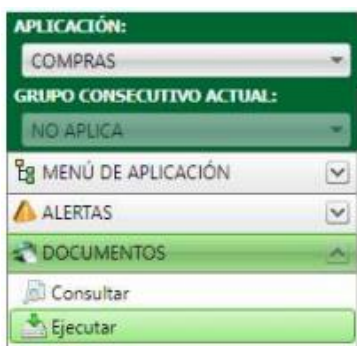 APLICACIÓN:
COMPRAS
GRUPO CONSECUTIVO ACTUAL:
NO APLICA
MENÚ DE APLICACIÓN
ALERTAS
DOCUMENTOS
Consultar
Ejecutar